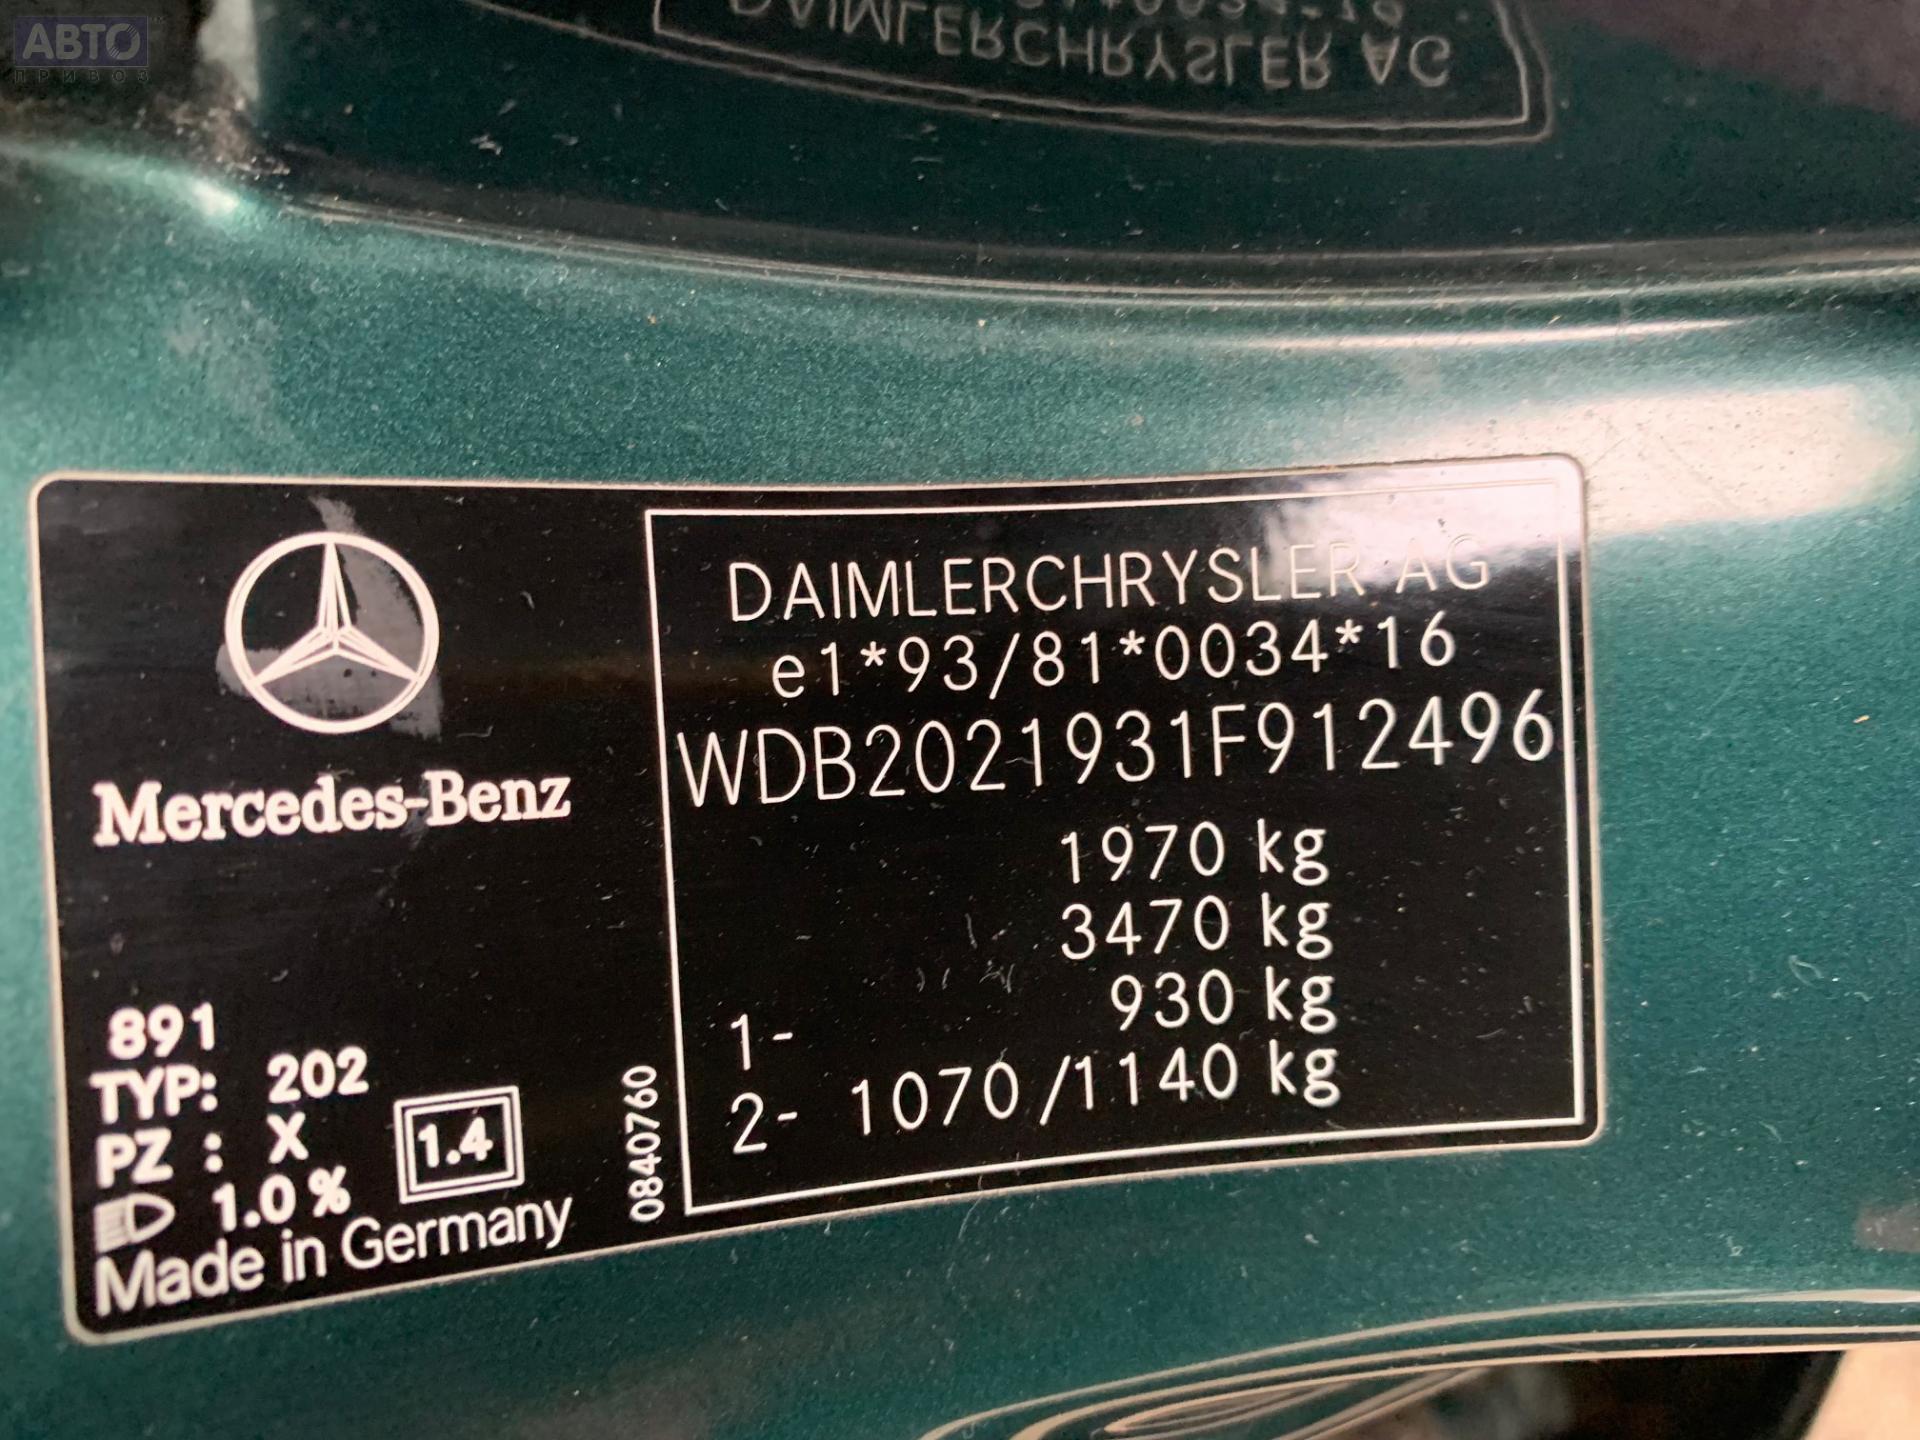 АВТО
ПРИВОЗ
DAIMLERCHRYSLER AG
Mercedes-Benz
891
TYP: 202
PZ : X
1.0 %
1.4
Made in Germany
0840760
DAIMLERCHRYSLER AG
e1*93/81*0034*16
WDB2021931F912496
1970 kg
3470 kg
1- 930 kg
2- 1070/1140 kg